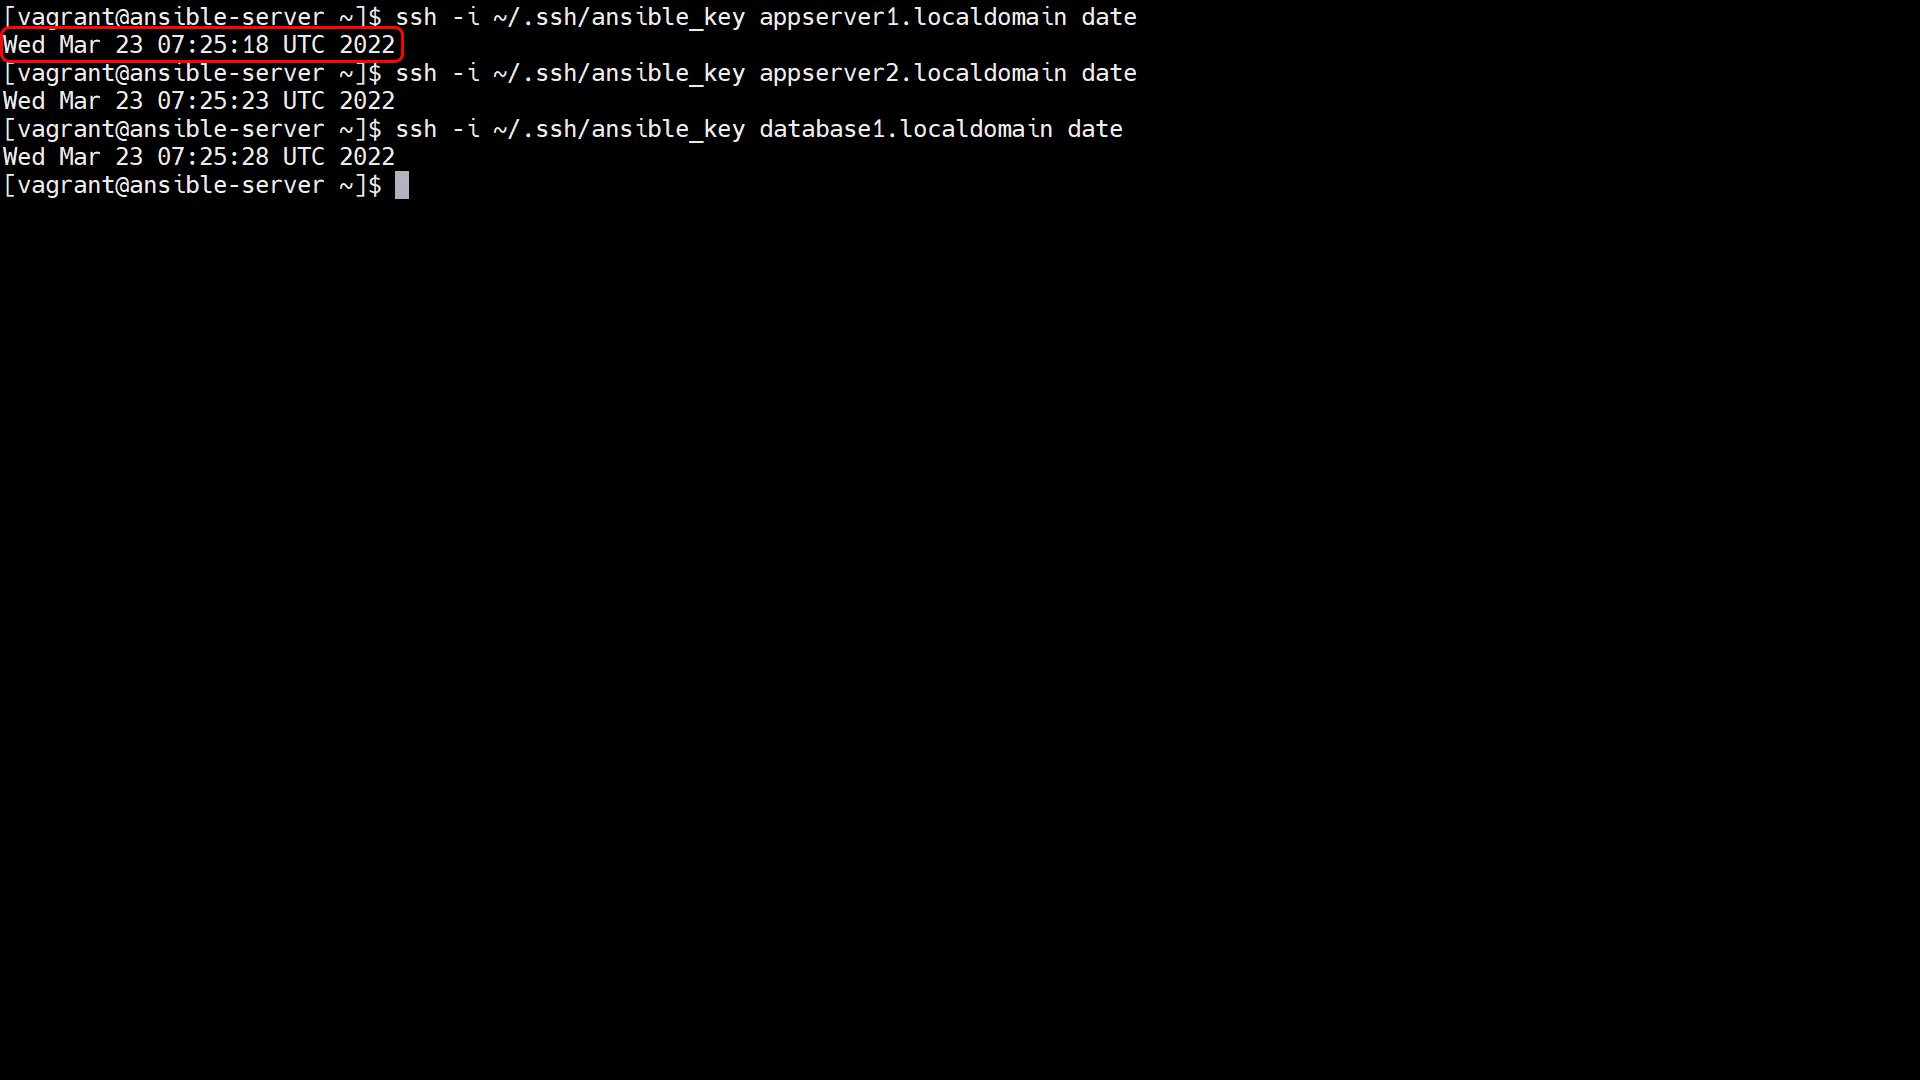 [vagrant@ansible-server ~]$ ssh -i ~/.ssh/ansible_key appserver1.localdomain date
Wed Mar 23 07:25:18 UTC 2022
[vagrant@ansible-server ~]$ ssh -i ~/.ssh/ansible_key appserver2.localdomain date
Wed Mar 23 07:25:23 UTC 2022
[vagrant@ansible-server ~]$ ssh -i ~/.ssh/ansible_key database1.localdomain date
Wed Mar 23 07:25:28 UTC 2022
[vagrant@ansible-server ~]$